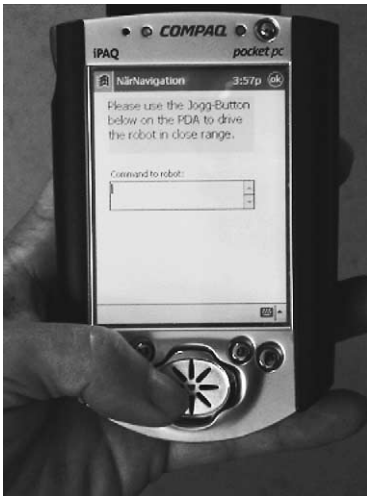 COMPAQ
iPAQ pocket pc
NärNavigation 3:57p ok
Please use the Jogg-Button
below on the PDA to drive
the robot in close range.
Command to robot: